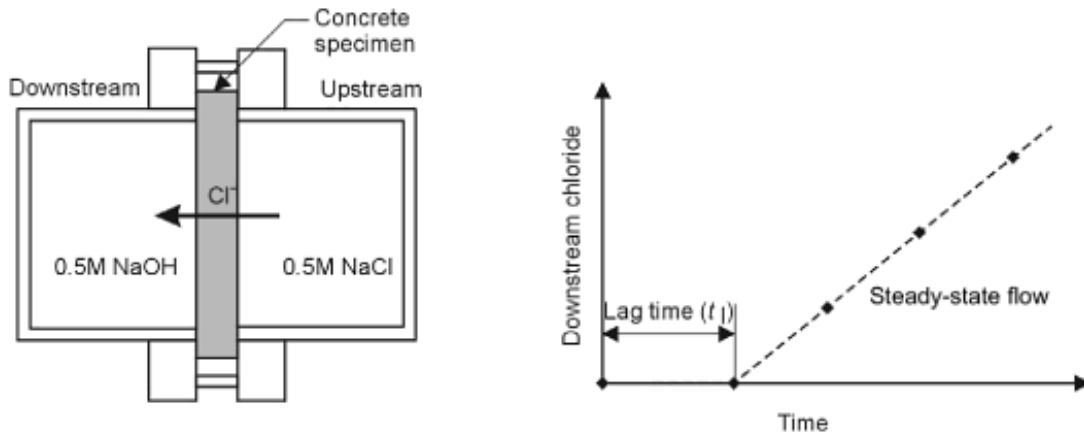 Concrete
specimen
Downstream
Upstream
Cl⁻
0.5M NaOH
0.5M NaCl
Downstream chloride
Lag time (t l)
Steady-state flow
Time